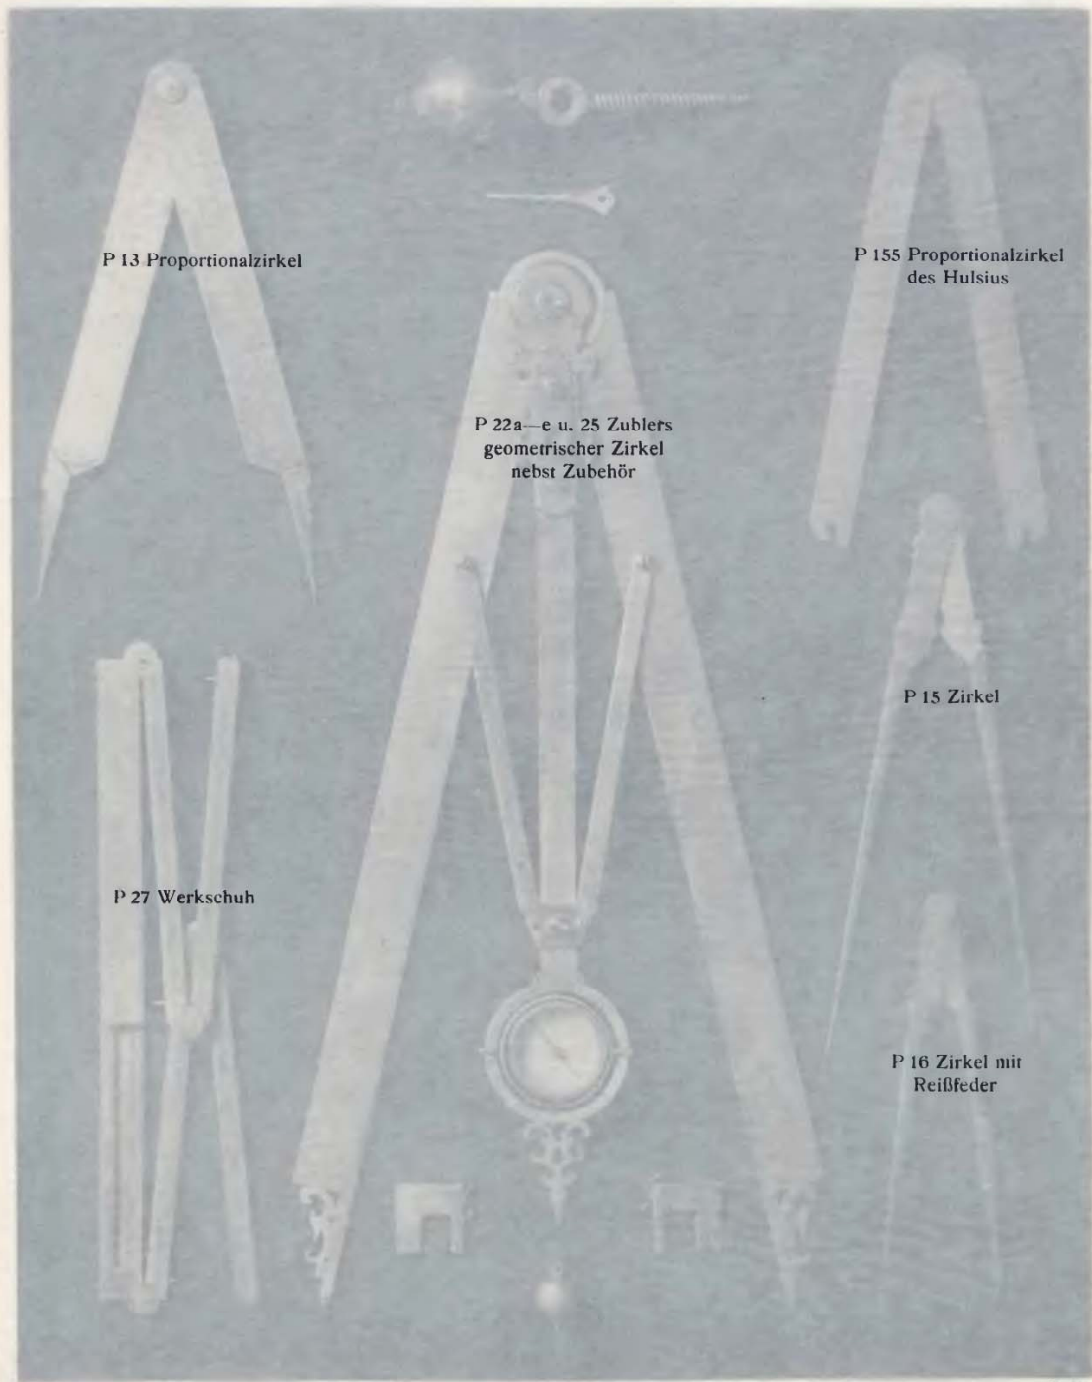 P 13 Proportionalzirkel
P 155 Proportionalzirkel
des Hulsius
P 22a—e u. 25 Zublers
geometrischer Zirkel
nebst Zubehör
P 15 Zirkel
P 27 Werkschuh
P 16 Zirkel mit
Reißfeder